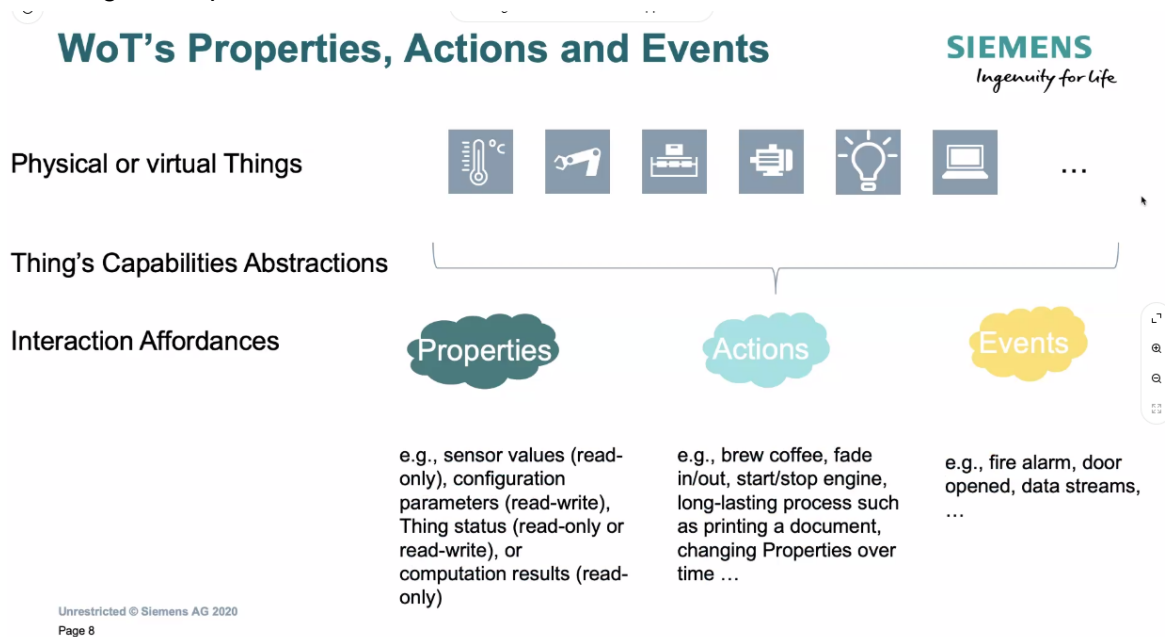 WoT's Properties, Actions and Events
SIEMENS
Ingenuity for life
Physical or virtual Things
°C
...
Thing's Capabilities Abstractions
Interaction Affordances
Properties
Actions
Events
e.g., sensor values (read-
only), configuration
parameters (read-write),
Thing status (read-only or
read-write), or
computation results (read-
only)
e.g., brew coffee, fade
in/out, start/stop engine,
long-lasting process such
as printing a document,
changing Properties over
time ...
e.g., fire alarm, door
opened, data streams,
...
Unrestricted © Siemens AG 2020
Page 8